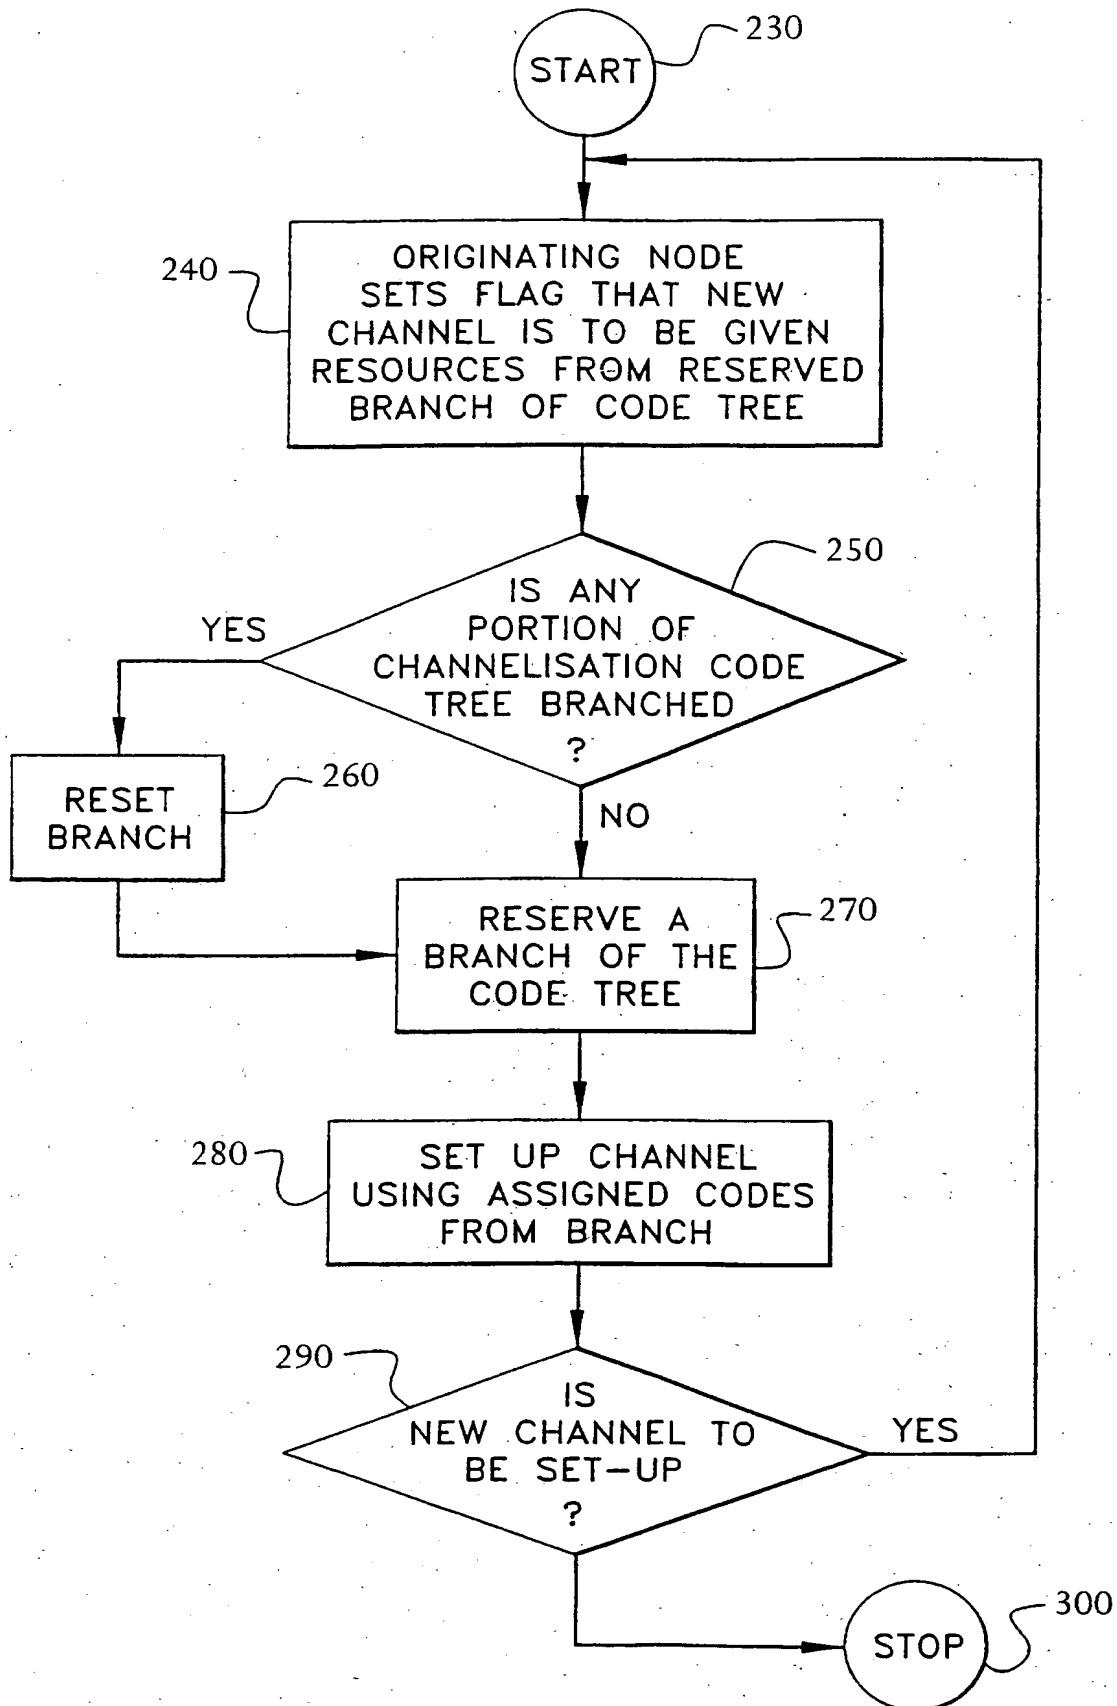 START
230
240
ORIGINATING NODE
SETS FLAG THAT NEW
CHANNEL IS TO BE GIVEN
RESOURCES FROM RESERVED
BRANCH OF CODE TREE
250
IS ANY
PORTION OF
CHANNELISATION CODE
TREE BRANCHED
?
YES
260
RESET
BRANCH
NO
270
RESERVE A
BRANCH OF THE
CODE TREE
280
SET UP CHANNEL
USING ASSIGNED CODES
FROM BRANCH
290
IS
NEW CHANNEL TO
BE SET-UP
?
YES
STOP
300